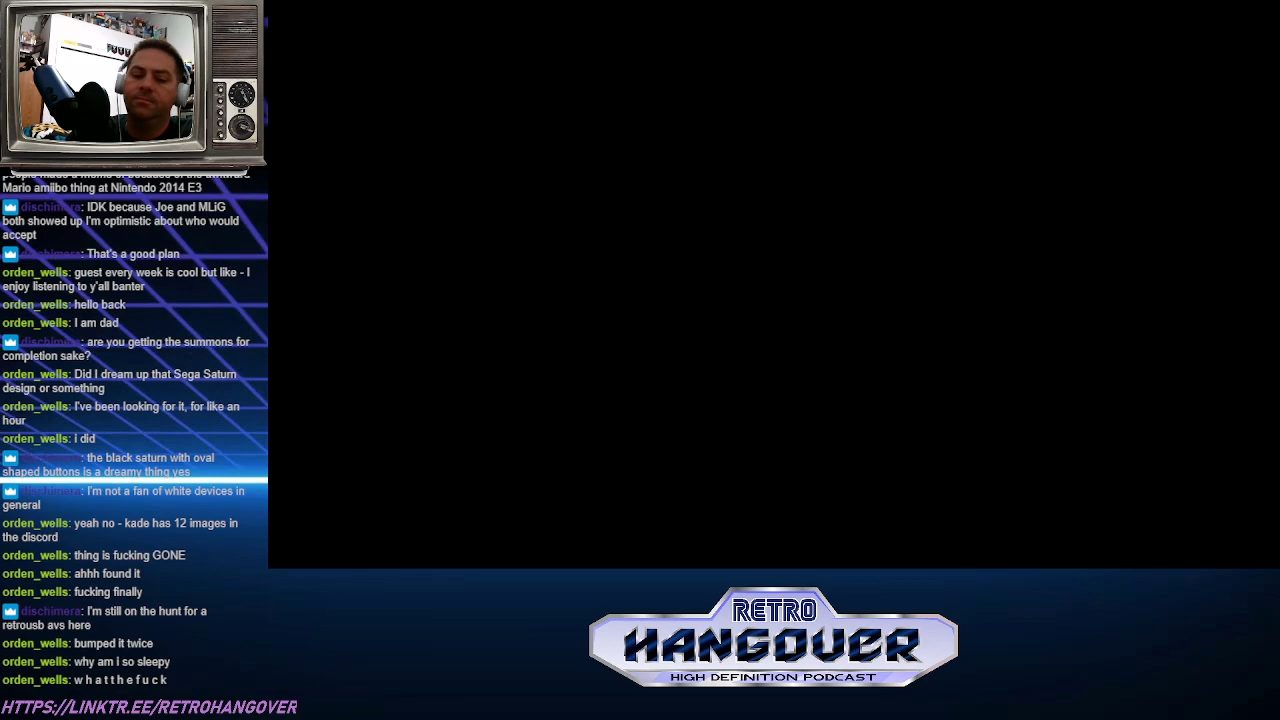 Mario amiibo thing at Nintendo 2014 E3
dischimera: IDK because Joe and MLiG
both showed up I'm optimistic about who would
accept
dischimera: That's a good plan
orden_wells: guest every week is cool but like - I
enjoy listening to y'all banter
orden_wells: hello back
orden_wells: I am dad
dischimera: are you getting the summons for
completion sake?
orden_wells: Did I dream up that Sega Saturn
design or something
orden_wells: I've been looking for it, for like an
hour
orden_wells: i did
dischimera: the black saturn with oval
shaped buttons is a dreamy thing yes
dischimera: I'm not a fan of white devices in
general
orden_wells: yeah no - kade has 12 images in
the discord
orden_wells: thing is fucking GONE
orden_wells: ahhh found it
orden_wells: fucking finally
dischimera: I'm still on the hunt for a
retrousb avs here
orden_wells: bumped it twice
orden_wells: why am i so sleepy
orden_wells: w h a t t h e f u c k
HTTPS://LINKTR.EE/RETROHANGOVER
RETRO
HANGOVER
HIGH DEFINITION PODCAST